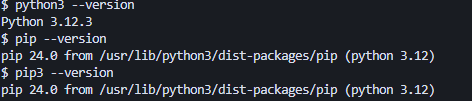 $ python3 --version
Python 3.12.3
$ pip --version
pip 24.0 from /usr/lib/python3/dist-packages/pip (python 3.12)
$ pip3 --version
pip 24.0 from /usr/lib/python3/dist-packages/pip (python 3.12)